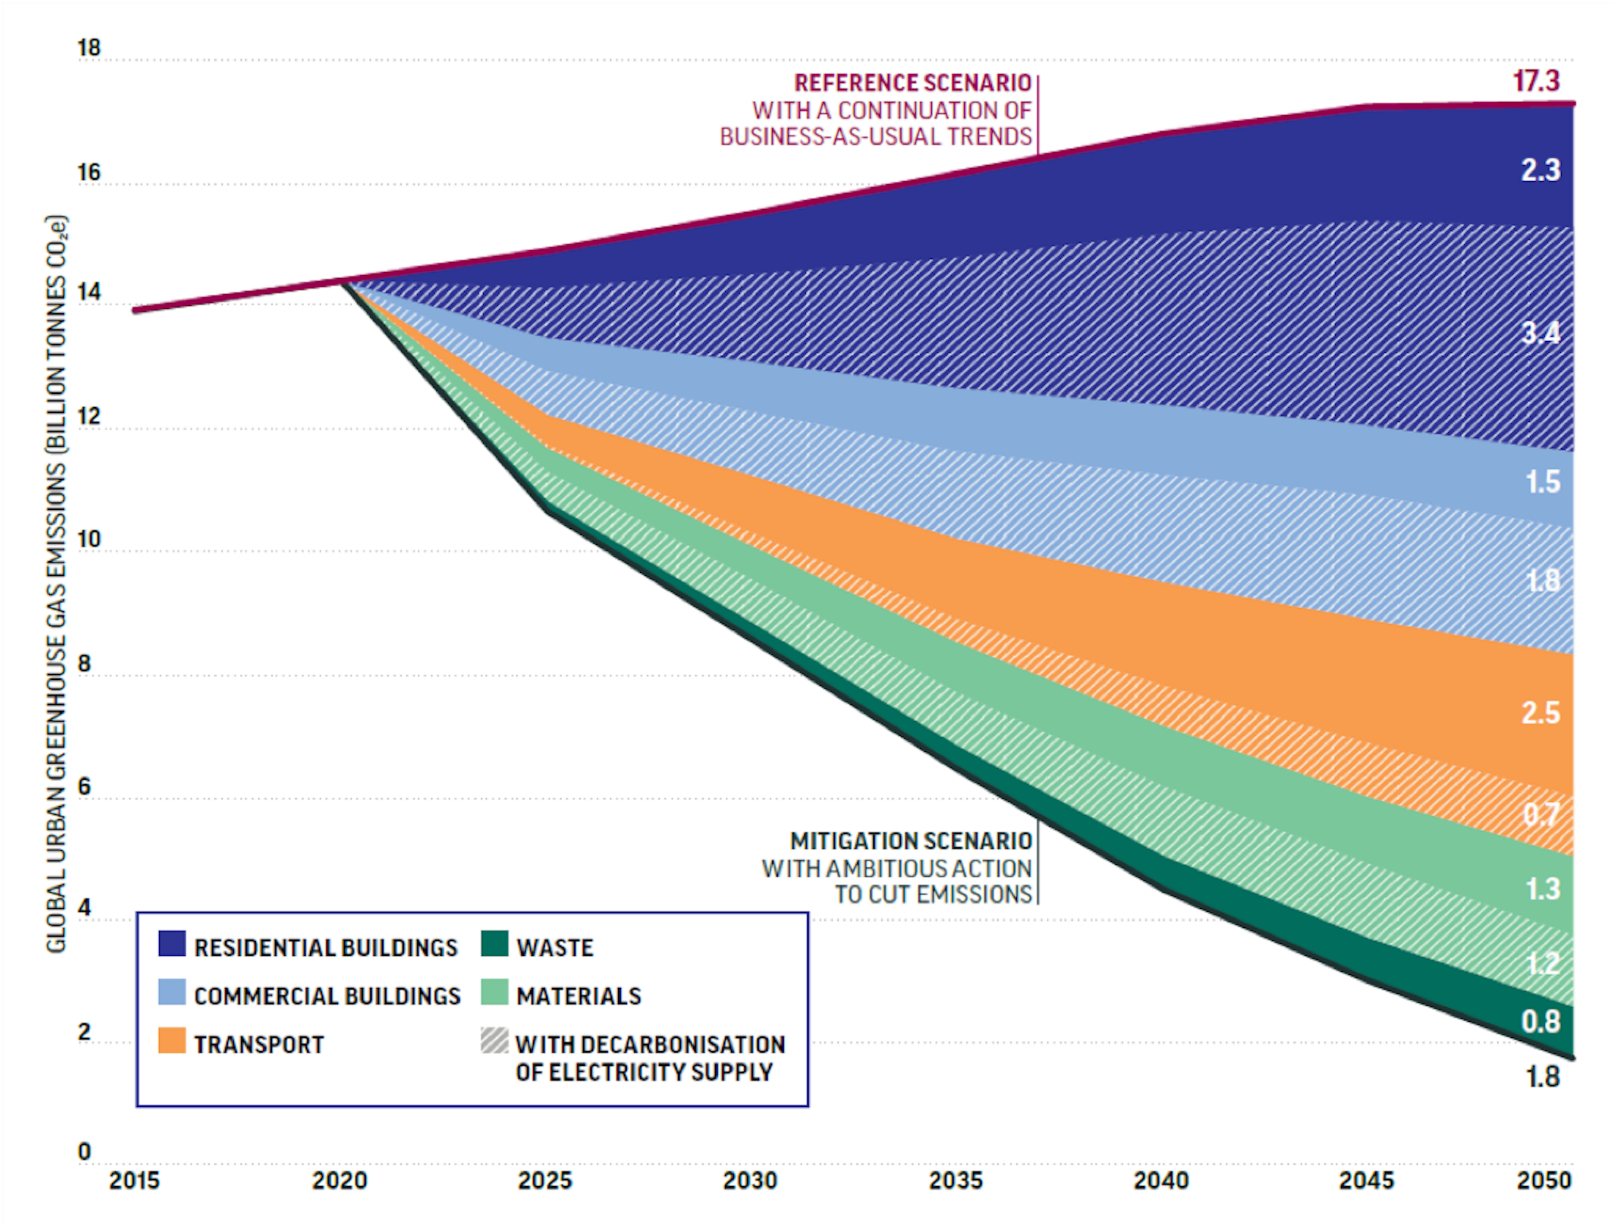 18
16
14
12
10
8
6
4
2
0
GLOBAL URBAN GREENHOUSE GAS EMISSIONS (BILLION TONNES CO₂e)
REFERENCE SCENARIO
WITH A CONTINUATION OF
BUSINESS-AS-USUAL TRENDS
17.3
2.3
3.4
1.5
1.8
2.5
0.7
1.3
1.2
0.8
1.8
MITIGATION SCENARIO
WITH AMBITIOUS ACTION
TO CUT EMISSIONS
RESIDENTIAL BUILDINGS
COMMERCIAL BUILDINGS
TRANSPORT
WASTE
MATERIALS
WITH DECARBONISATION
OF ELECTRICITY SUPPLY
2015 2020 2025 2030 2035 2040 2045 2050